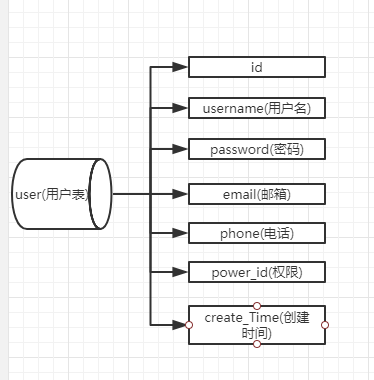 id
username(用户名)
password(密码)
user(用户表)
email(邮箱)
phone(电话)
power_id(权限)
create_Time(创建
时间)